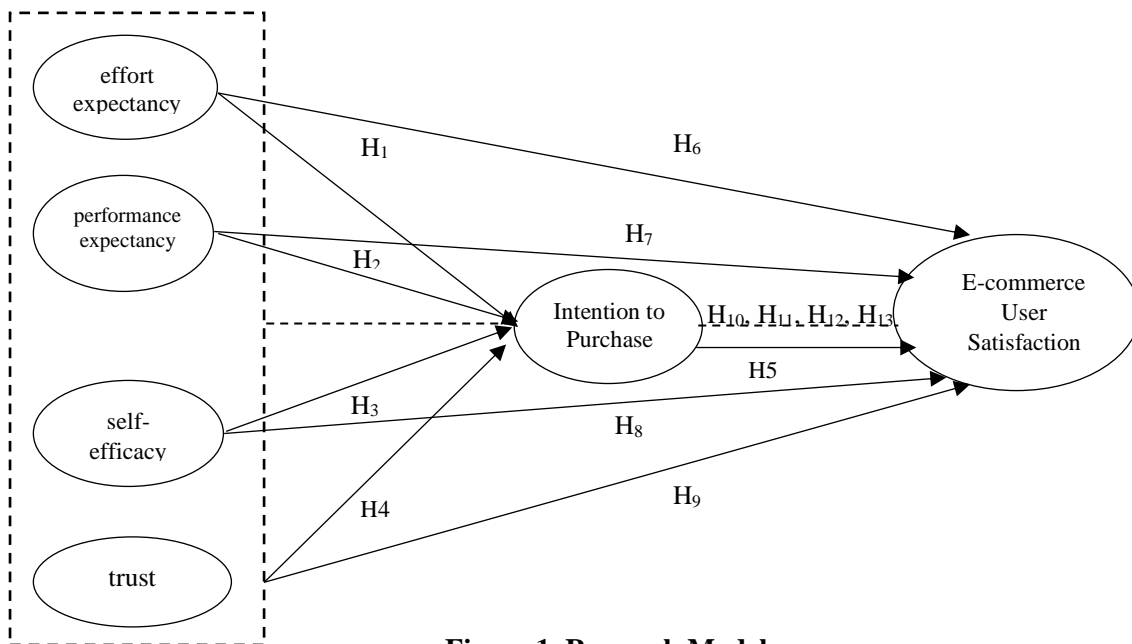 effort
expectancy
H₁
H₆
performance
expectancy
H₂
H₇
Intention to
Purchase
H₁₀, H₁₁, H₁₂, H₁₃
E-commerce
User
Satisfaction
H5
self-
efficacy
H₃
H₈
H4
H₉
trust
Figure 1. Research Model